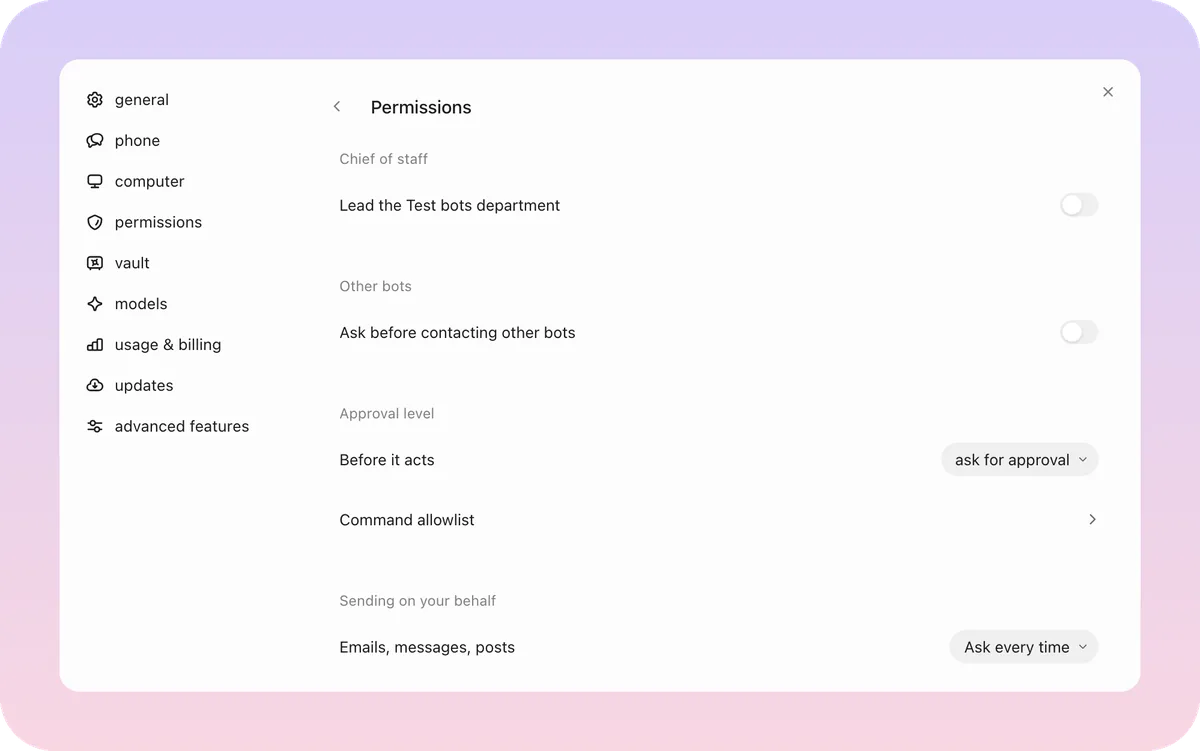 general
phone
computer
permissions
vault
models
usage & billing
updates
advanced features
Permissions
Chief of staff
Lead the Test bots department
Other bots
Ask before contacting other bots
Approval level
Before it acts
ask for approval
Command allowlist
Sending on your behalf
Emails, messages, posts
Ask every time